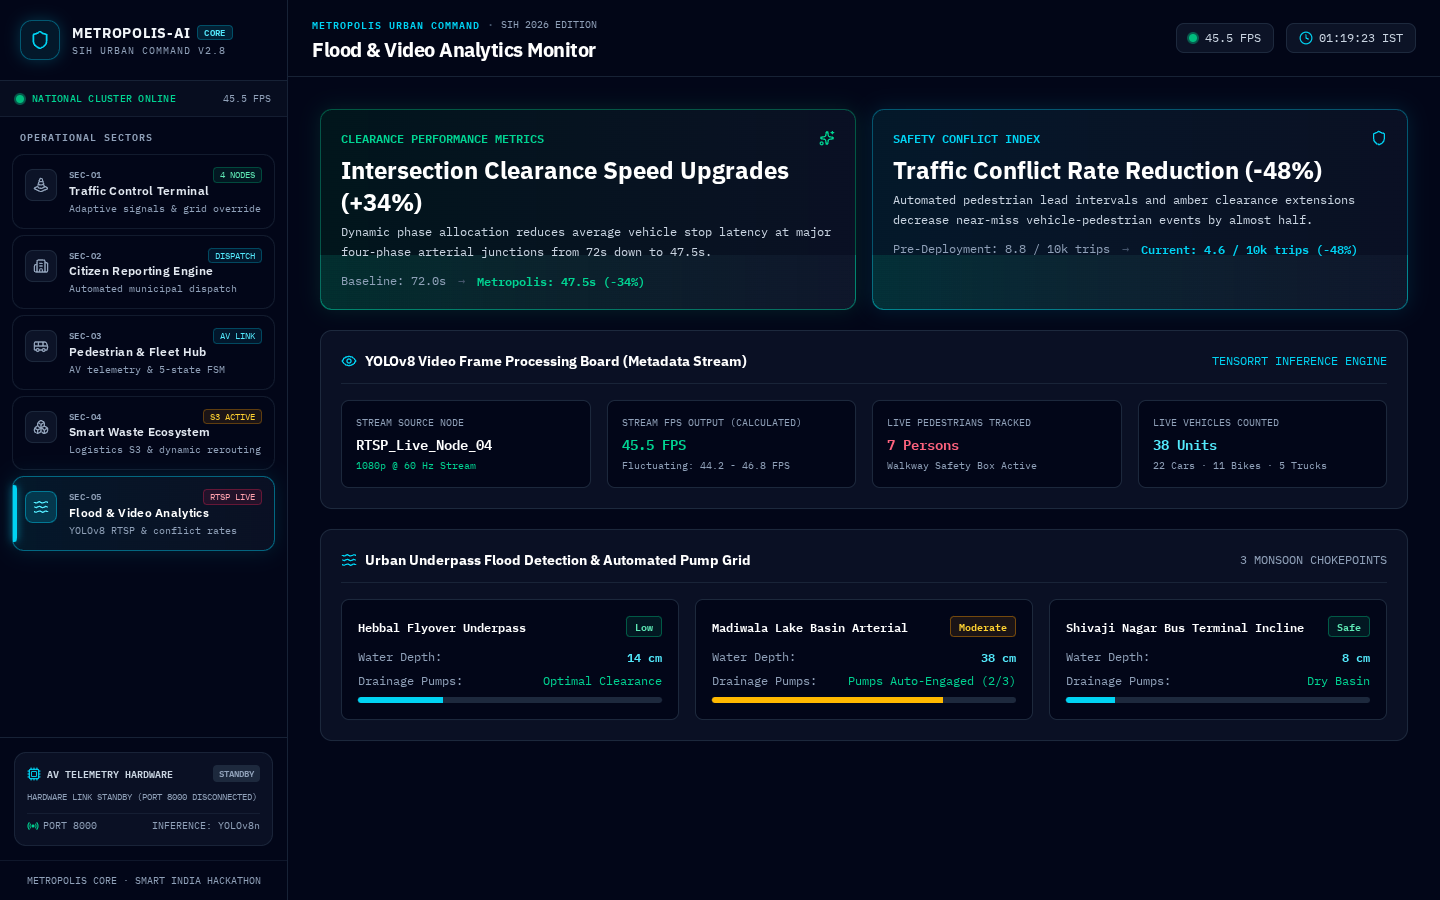 METROPOLIS-AI CORE
SIH URBAN COMMAND V2.8
NATIONAL CLUSTER ONLINE 45.5 FPS
OPERATIONAL SECTORS
SEC-01 4 NODES
Traffic Control Terminal
Adaptive signals & grid override
SEC-02 DISPATCH
Citizen Reporting Engine
Automated municipal dispatch
SEC-03 AV LINK
Pedestrian & Fleet Hub
AV telemetry & 5-state FSM
SEC-04 S3 ACTIVE
Smart Waste Ecosystem
Logistics S3 & dynamic rerouting
SEC-05 RTSP LIVE
Flood & Video Analytics
YOLOv8 RTSP & conflict rates
AV TELEMETRY HARDWARE STANDBY
HARDWARE LINK STANDBY (PORT 8000 DISCONNECTED)
PORT 8000 INFERENCE: YOLOv8n
METROPOLIS CORE · SMART INDIA HACKATHON
METROPOLIS URBAN COMMAND · SIH 2026 EDITION
Flood & Video Analytics Monitor
45.5 FPS
01:19:23 IST
CLEARANCE PERFORMANCE METRICS
Intersection Clearance Speed Upgrades
(+34%)
Dynamic phase allocation reduces average vehicle stop latency at major
four-phase arterial junctions from 72s down to 47.5s.
Baseline: 72.0s → Metropolis: 47.5s (-34%)
SAFETY CONFLICT INDEX
Traffic Conflict Rate Reduction (-48%)
Automated pedestrian lead intervals and amber clearance extensions
decrease near-miss vehicle-pedestrian events by almost half.
Pre-Deployment: 8.8 / 10k trips → Current: 4.6 / 10k trips (-48%)
YOLOv8 Video Frame Processing Board (Metadata Stream) TENSORRT INFERENCE ENGINE
STREAM SOURCE NODE
RTSP_Live_Node_04
1080p @ 60 Hz Stream
STREAM FPS OUTPUT (CALCULATED)
45.5 FPS
Fluctuating: 44.2 - 46.8 FPS
LIVE PEDESTRIANS TRACKED
7 Persons
Walkway Safety Box Active
LIVE VEHICLES COUNTED
38 Units
22 Cars · 11 Bikes · 5 Trucks
Urban Underpass Flood Detection & Automated Pump Grid 3 MONSOON CHOKEPOINTS
Hebbal Flyover Underpass Low
Water Depth: 14 cm
Drainage Pumps: Optimal Clearance
Madiwala Lake Basin Arterial Moderate
Water Depth: 38 cm
Drainage Pumps: Pumps Auto-Engaged (2/3)
Shivaji Nagar Bus Terminal Incline Safe
Water Depth: 8 cm
Drainage Pumps: Dry Basin